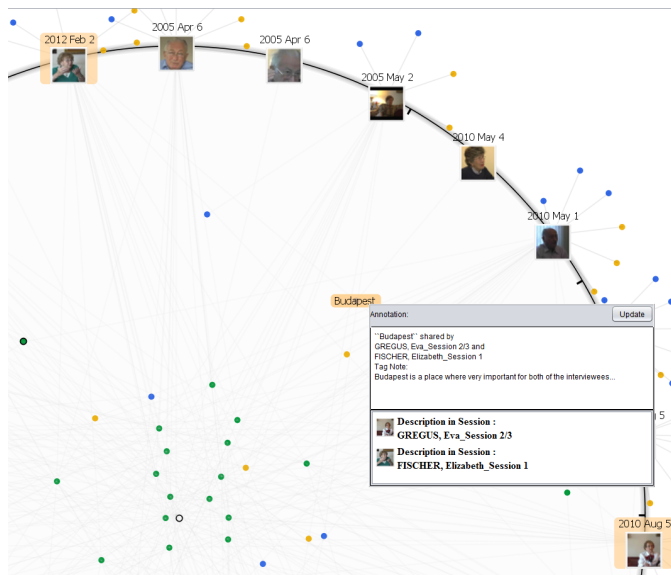 2012 Feb 2
2005 Apr 6
2005 Apr 6
2005 May 2
2010 May 4
2010 May 1
Budapest
Annotation:
Update
``Budapest`` shared by
GREGUS, Eva_Session 2/3 and
FISCHER, Elizabeth_Session 1
Tag Note:
Budapest is a place where very important for both of the interviewees...
Description in Session :
GREGUS, Eva_Session 2/3
Description in Session :
FISCHER, Elizabeth_Session 1
5
2010 Aug 5